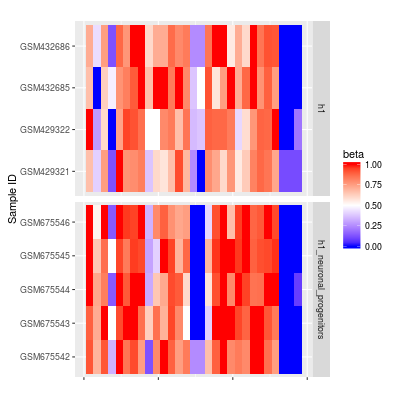 GSM432686
GSM432685
GSM429322
GSM429321
h1
GSM675546
GSM675545
GSM675544
GSM675543
GSM675542
h1_neuronal_progenitors
Sample ID
beta
1.00
0.75
0.50
0.25
0.00